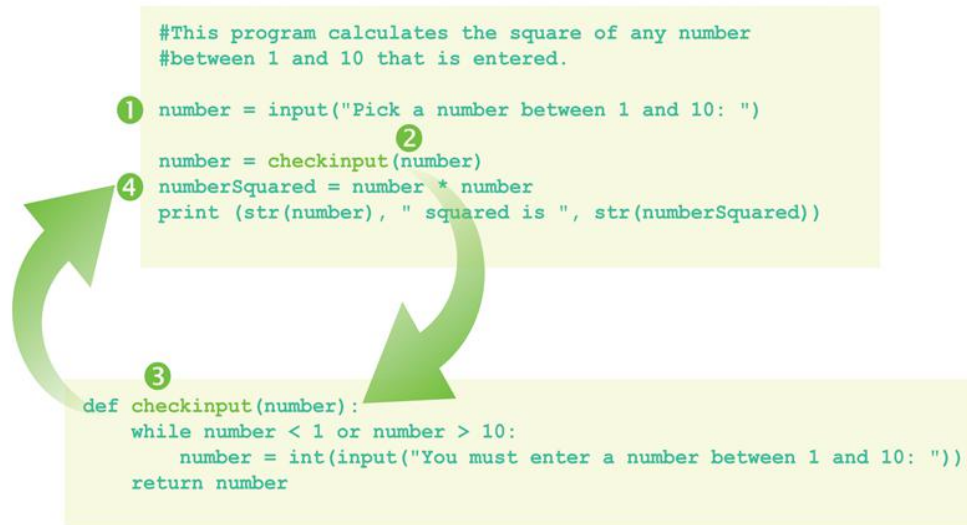 #This program calculates the square of any number
#between 1 and 10 that is entered.
1 number = input("Pick a number between 1 and 10: ")
2
number = checkinput(number)
4 numberSquared = number * number
print (str(number), " squared is ", str(numberSquared))
3
def checkinput(number):
while number < 1 or number > 10:
number = int(input("You must enter a number between 1 and 10: "))
return number